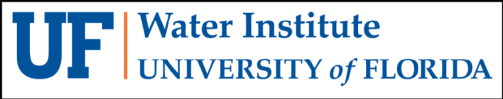 UF
Water Institute
UNIVERSITY of FLORIDA